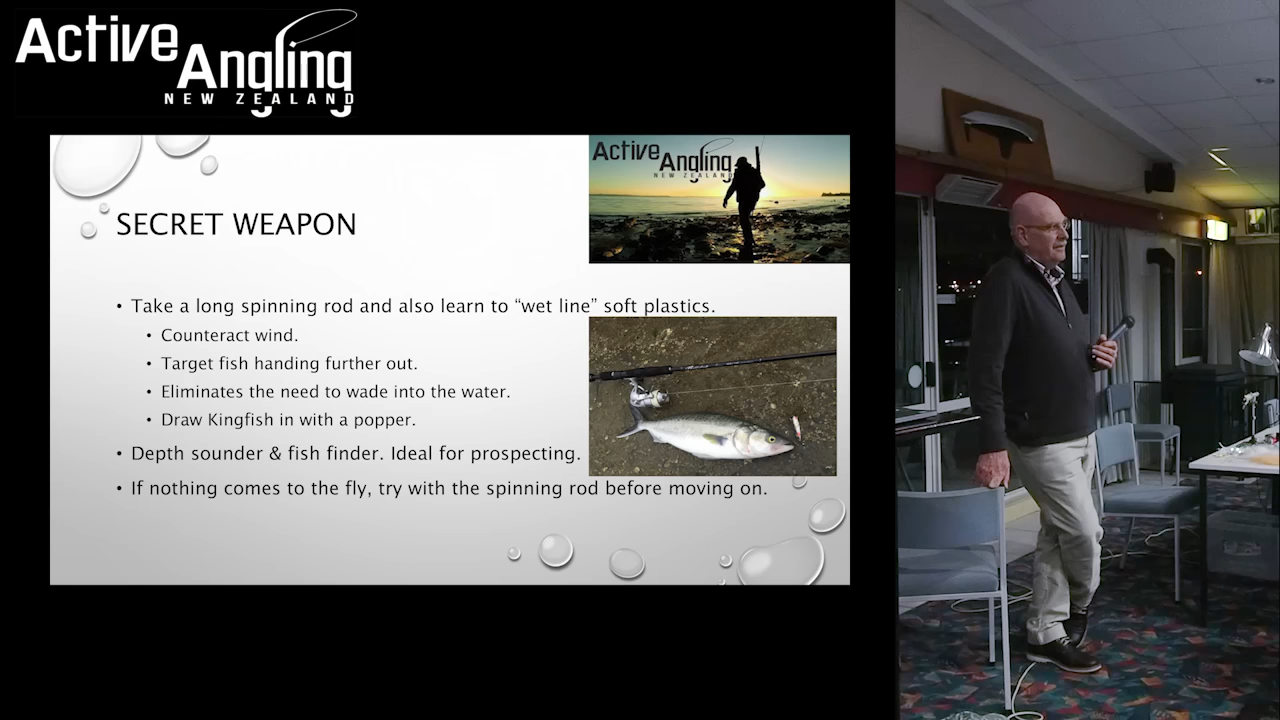 Active
Angling
NEW ZEALAND
Active Angling
NEW ZEALAND
SECRET WEAPON
• Take a long spinning rod and also learn to “wet line” soft plastics.
• Counteract wind.
• Target fish handing further out.
• Eliminates the need to wade into the water.
• Draw Kingfish in with a popper.
• Depth sounder & fish finder. Ideal for prospecting.
• If nothing comes to the fly, try with the spinning rod before moving on.